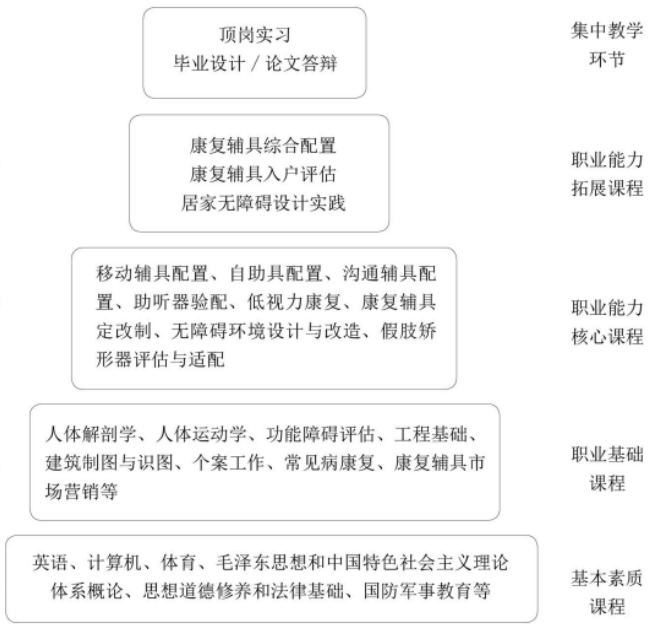 顶岗实习
毕业设计 / 论文答辩
集中教学
环节
康复辅具综合配置
康复辅具入户评估
居家无障碍设计实践
职业能力
拓展课程
移动辅具配置、自助具配置、沟通辅具配
置、助听器验配、低视力康复、康复辅具
定改制、无障碍环境设计与改造、假肢矫
形器评估与适配
职业能力
核心课程
人体解剖学、人体运动学、功能障碍评估、工程基础、
建筑制图与识图、个案工作、常见病康复、康复辅具市
场营销等
职业基础
课程
英语、计算机、体育、毛泽东思想和中国特色社会主义理论
体系概论、思想道德修养和法律基础、国防军事教育等
基本素质
课程